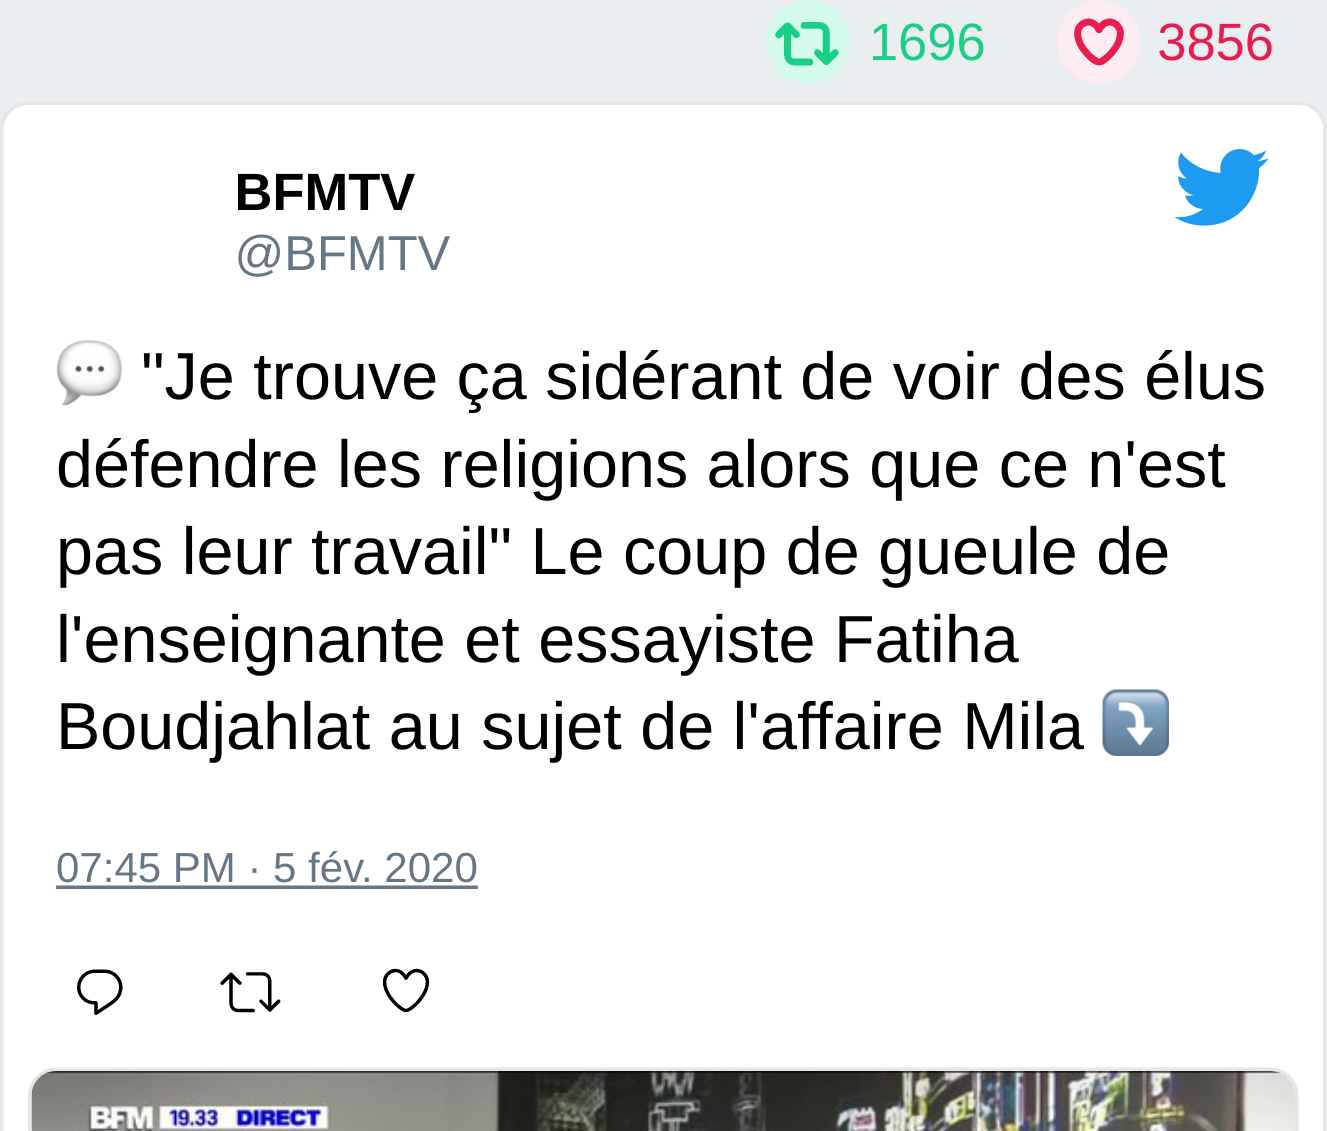 1696 3856
BFMTV
@BFMTV
💬 "Je trouve ça sidérant de voir des élus
défendre les religions alors que ce n'est
pas leur travail" Le coup de gueule de
l'enseignante et essayiste Fatiha
Boudjahlat au sujet de l'affaire Mila ⤵️
07:45 PM · 5 fév. 2020
BFM 19.33 DIRECT